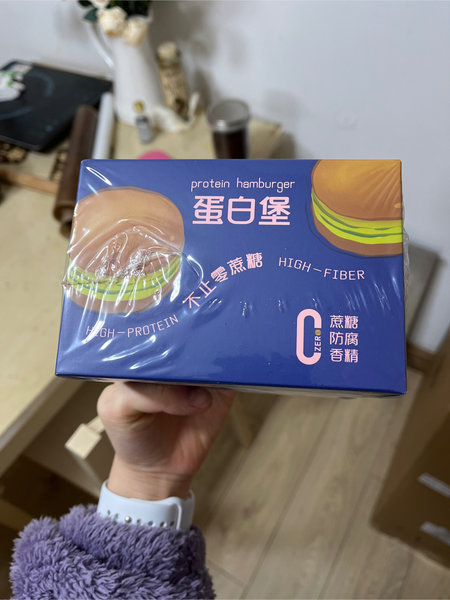 protein hamburger
蛋白堡
不止零蔗糖
HIGH-FIBER
HIGH-PROTEIN
0 ZERO
蔗糖
防腐
香精